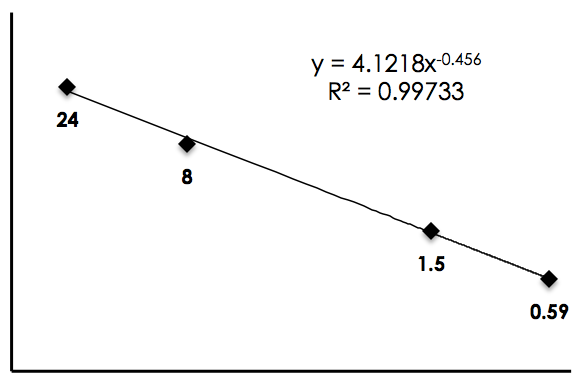 y = 4.1218x⁻⁰·⁴⁵⁶
R² = 0.99733
24
8
1.5
0.59